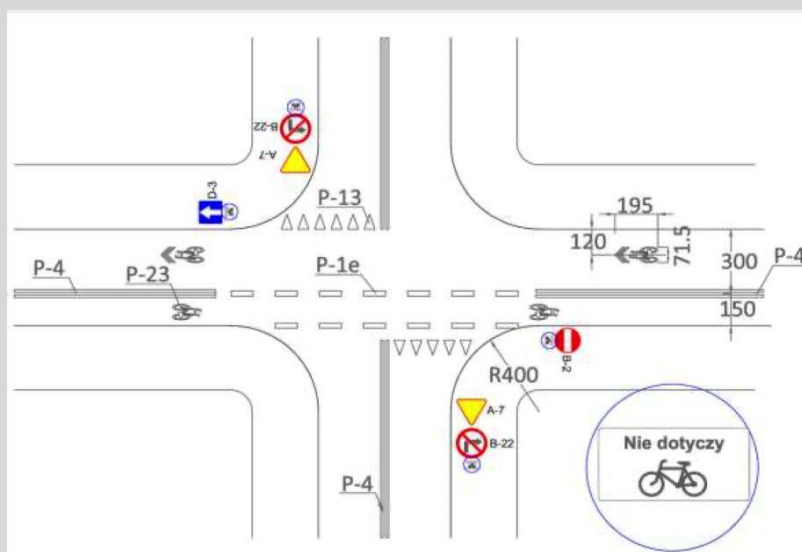 B-22
A-7
D-3
P-13
195
120
71.5
P-4
P-23
P-1e
300
P-4
150
B-2
R400
A-7
B-22
P-4
Nie dotyczy